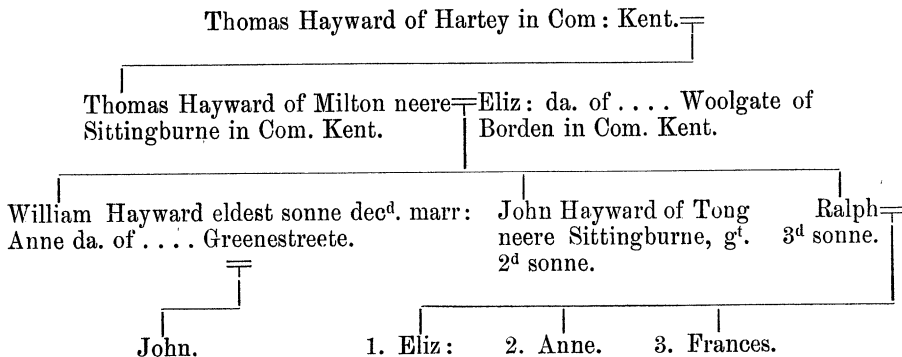 Thomas Hayward of Hartey in Com: Kent.
Thomas Hayward of Milton neere
Sittingburne in Com. Kent.
Eliz: da. of .... Woolgate of
Borden in Com. Kent.
William Hayward eldest sonne decᵈ. marr:
Anne da. of .... Greenestreete.
John Hayward of Tong
neere Sittingburne, gᵗ.
2ᵈ sonne.
Ralph
3ᵈ sonne.
John.
1. Eliz:
2. Anne.
3. Frances.